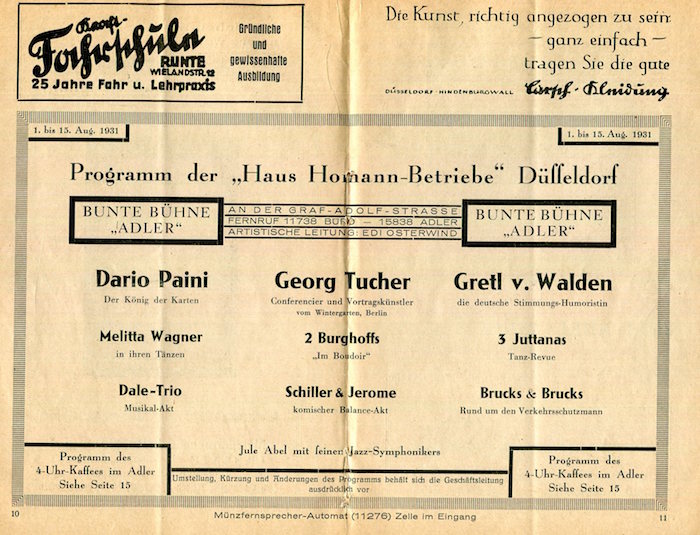 Kraft-
Fahrschule
RUNTE
WIELANDSTR. 12
25 Jahre Fahr u. Lehrpraxis
Gründliche
und
gewissenhafte
Ausbildung
Die Kunst, richtig angezogen zu sein
– ganz einfach –
tragen Sie die gute
DÜSSELDORF - HINDENBURGWALL Carsch-Kleidung
1. bis 15. Aug. 1931
1. bis 15. Aug. 1931
Programm der „Haus Homann-Betriebe“ Düſſeldorf
BUNTE BÜHNE
„ADLER“
AN DER GRAF-ADOLF-STRASSE
FERNRUF 11738 BÜRO — 15838 ADLER
ARTISTISCHE LEITUNG: EDI OSTERWIND
BUNTE BÜHNE
„ADLER“
Dario Paini
Der König der Karten
Georg Tucher
Conferencier und Vortragskünstler
vom Wintergarten, Berlin
Gretl v. Walden
die deutsche Stimmungs-Humoristin
Melitta Wagner
in ihren Tänzen
2 Burghoffs
„Im Boudoir“
3 Juttanas
Tanz-Revue
Dale-Trio
Musikal-Akt
Schiller & Jerome
komischer Balance-Akt
Brucks & Brucks
Rund um den Verkehrsschutzmann
Jule Abel mit seinen Jazz-Symphonikers
Programm des
4-Uhr-Kaffees im Adler
Siehe Seite 15
Umstellung, Kürzung und Änderungen des Programms behält sich die Geschäftsleitung
ausdrücklich vor
Programm des
4-Uhr-Kaffees im Adler
Siehe Seite 15
10
Münzfernsprecher-Automat (11276) Zelle im Eingang
11